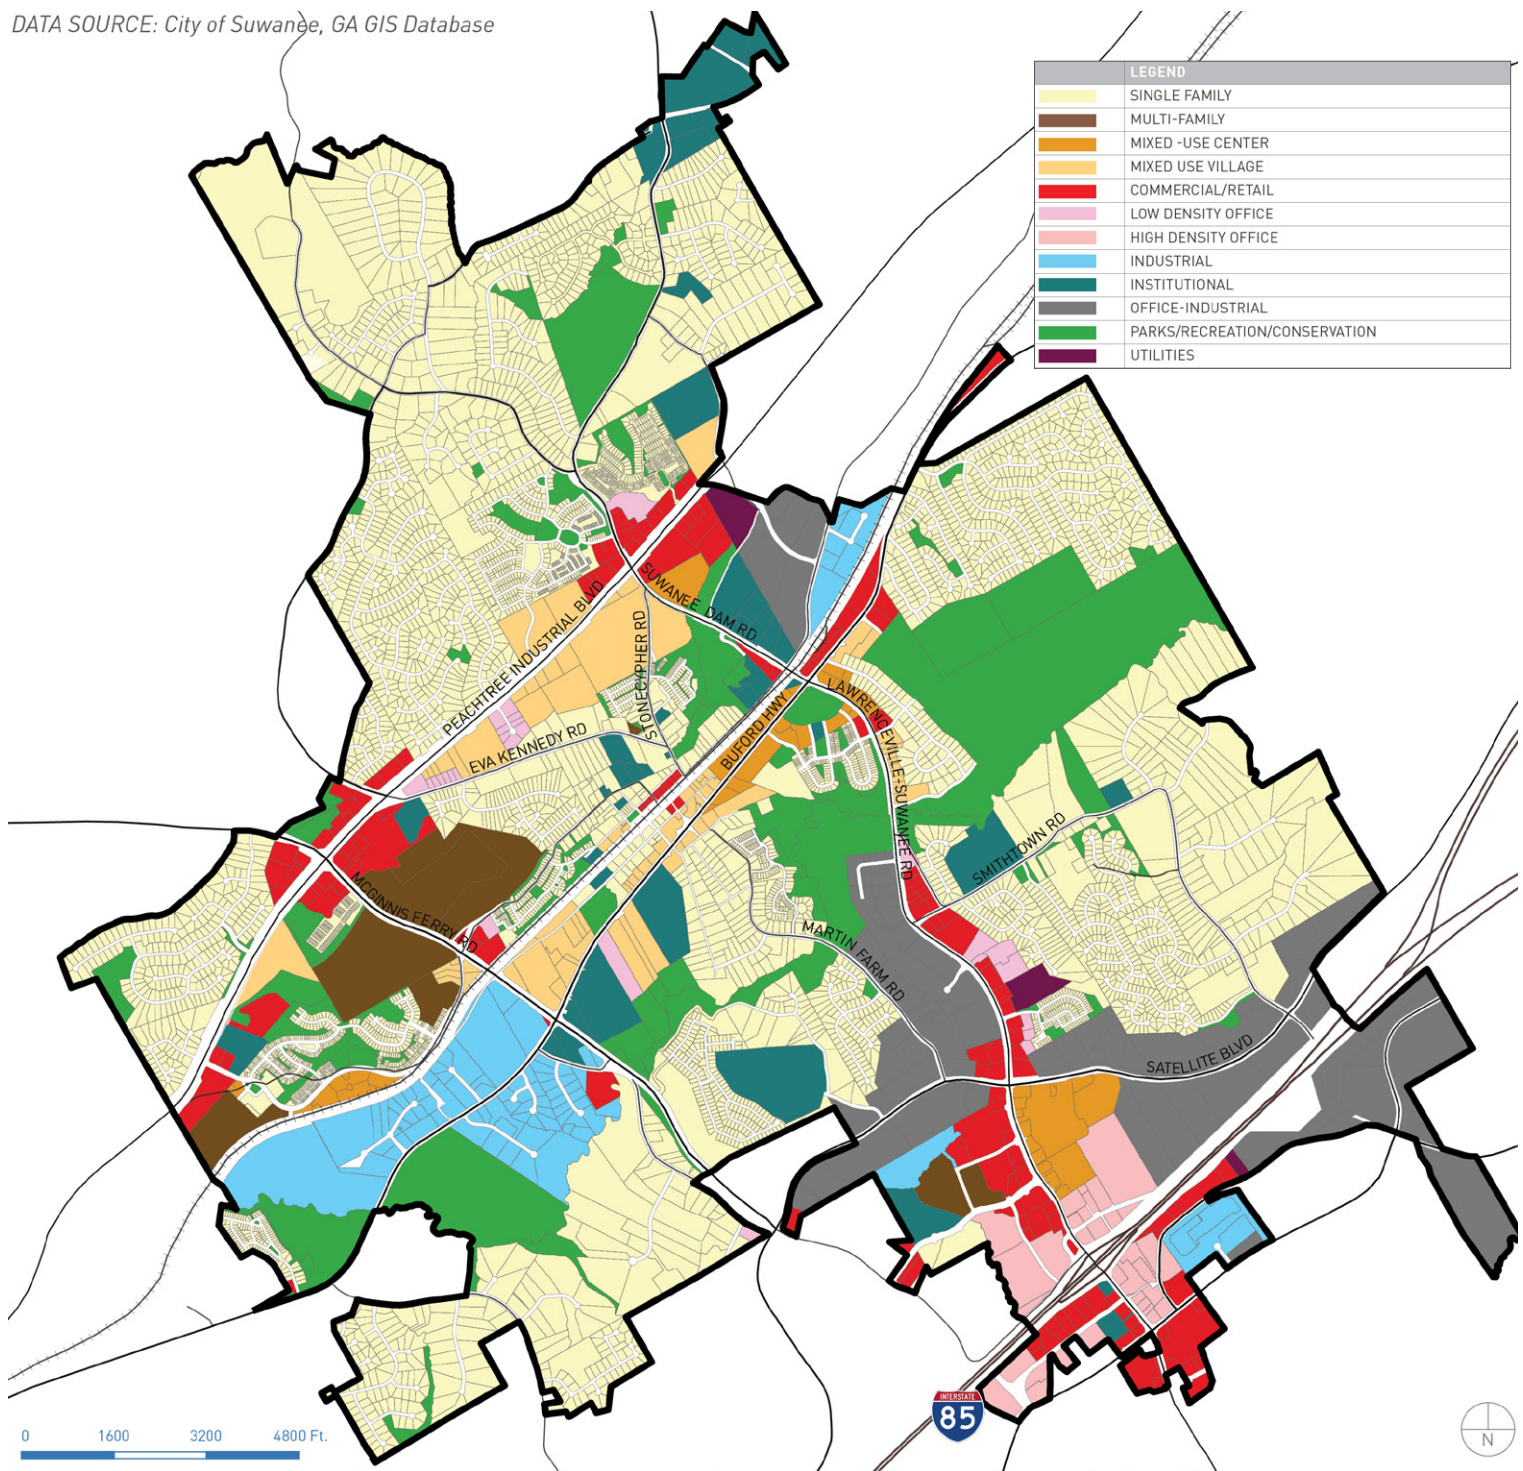 DATA SOURCE: City of Suwanee, GA GIS Database
LEGEND
SINGLE FAMILY
MULTI-FAMILY
MIXED -USE CENTER
MIXED USE VILLAGE
COMMERCIAL/RETAIL
LOW DENSITY OFFICE
HIGH DENSITY OFFICE
INDUSTRIAL
INSTITUTIONAL
OFFICE-INDUSTRIAL
PARKS/RECREATION/CONSERVATION
UTILITIES
SUWANEE DAM RD
PEACHTREE INDUSTRIAL BLVD
STONECYPHER RD
LAWRENCEVILLE-SUWANEE RD
BUFORD HWY
EVA KENNEDY RD
SMITHTOWN RD
MCGINNIS FERRY RD
MARTIN FARM RD
SATELLITE BLVD
INTERSTATE
85
0 1600 3200 4800 Ft.
N